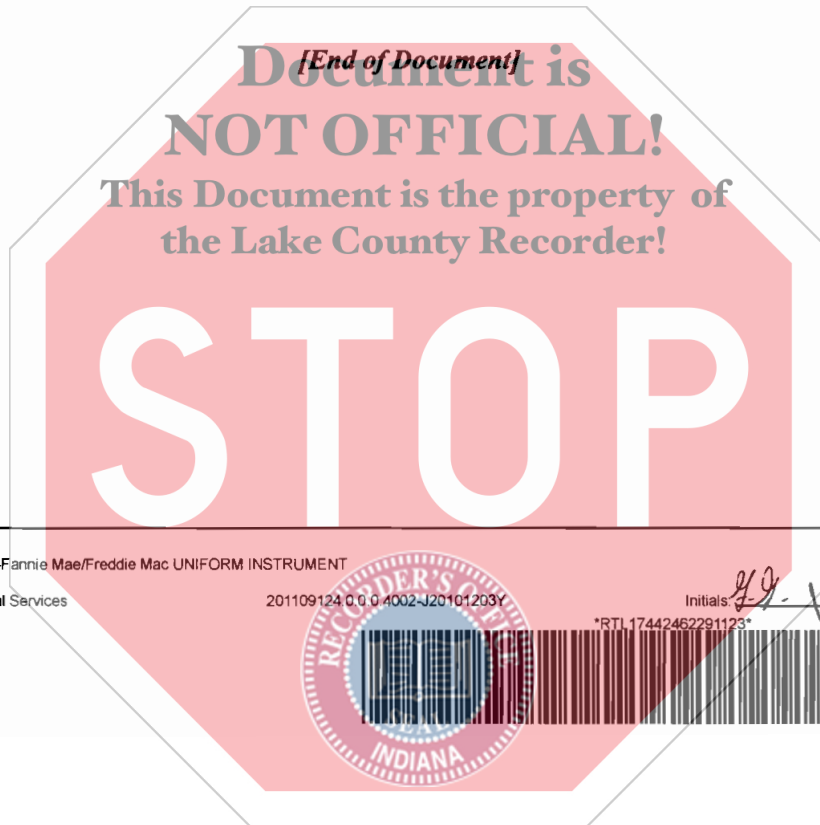 [End of Document]
Document is
NOT OFFICIAL!
This Document is the property of
the Lake County Recorder!
STOP
Fannie Mae/Freddie Mac UNIFORM INSTRUMENT
Services
201109124.0.0.0.4002-J20101203Y
Initials:
*RTL17442462291123*
RECORDER'S OFFICE
SEAL
INDIANA